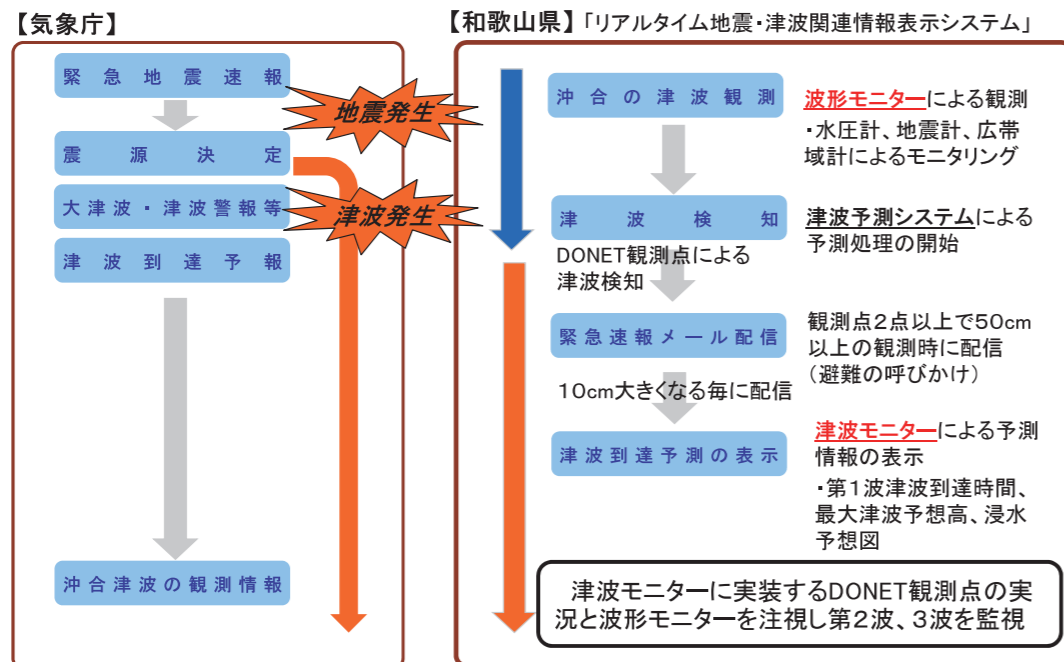 【気象庁】
緊急地震速報
地震発生
震源決定
大津波・津波警報等
津波発生
津波到達予報
沖合津波の観測情報
【和歌山県】「リアルタイム地震・津波関連情報表示システム」
沖合の津波観測
波形モニターによる観測
・水圧計、地震計、広帯
域計によるモニタリング
津波検知
津波予測システムによる
予測処理の開始
DONET観測点による
津波検知
緊急速報メール配信
観測点2点以上で50cm
以上の観測時に配信
（避難の呼びかけ）
10cm大きくなる毎に配信
津波到達予測の表示
津波モニターによる予測
情報の表示
・第1波津波到達時間、
最大津波予想高、浸水
予想図
津波モニターに実装するDONET観測点の実
況と波形モニターを注視し第2波、3波を監視